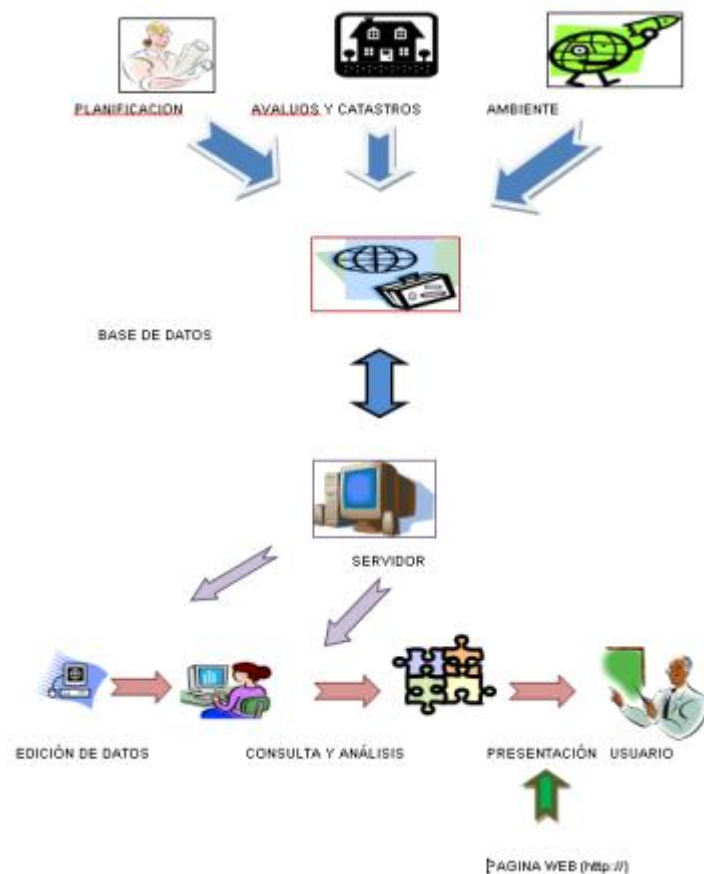 PLANIFICACION AVALUOS Y CATASTROS AMBIENTE
BASE DE DATOS
SERVIDOR
EDICIÓN DE DATOS CONSULTA Y ANÁLISIS PRESENTACIÓN USUARIO
PAGINA WEB (http://)